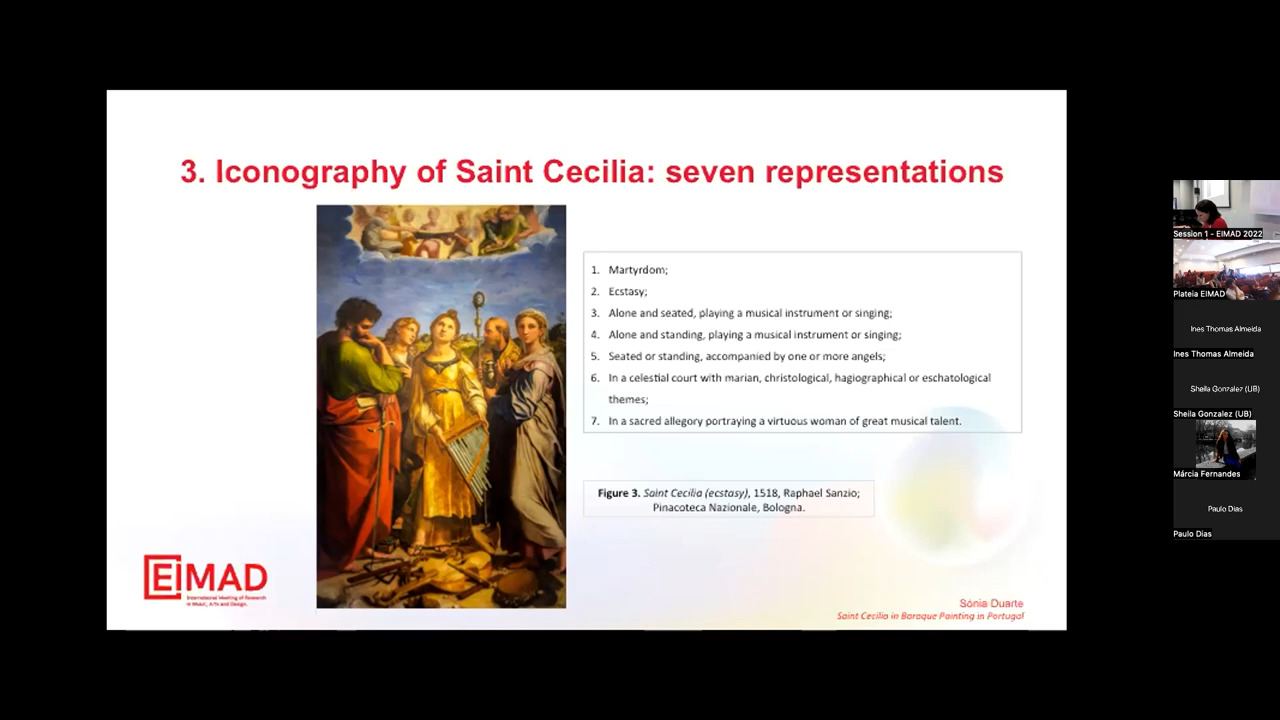 3. Iconography of Saint Cecilia: seven representations
1. Martyrdom;
2. Ecstasy;
3. Alone and seated, playing a musical instrument or singing;
4. Alone and standing, playing a musical instrument or singing;
5. Seated or standing, accompanied by one or more angels;
6. In a celestial court with marian, christological, hagiographical or eschatological
themes;
7. In a sacred allegory portraying a virtuous woman of great musical talent.
Figure 3. Saint Cecilia (ecstasy), 1518, Raphael Sanzio;
Pinacoteca Nazionale, Bologna.
EIMAD
International Meeting of Research
in Music, Arts and Design.
Sónia Duarte
Saint Cecilia in Baroque Painting in Portugal
Session 1 - EIMAD 2022
Plateia EIMAD
Ines Thomas Almeida
Ines Thomas Almeida
Sheila Gonzalez (UB)
Sheila Gonzalez (UB)
Márcia Fernandes
Paulo Dias
Paulo Dias